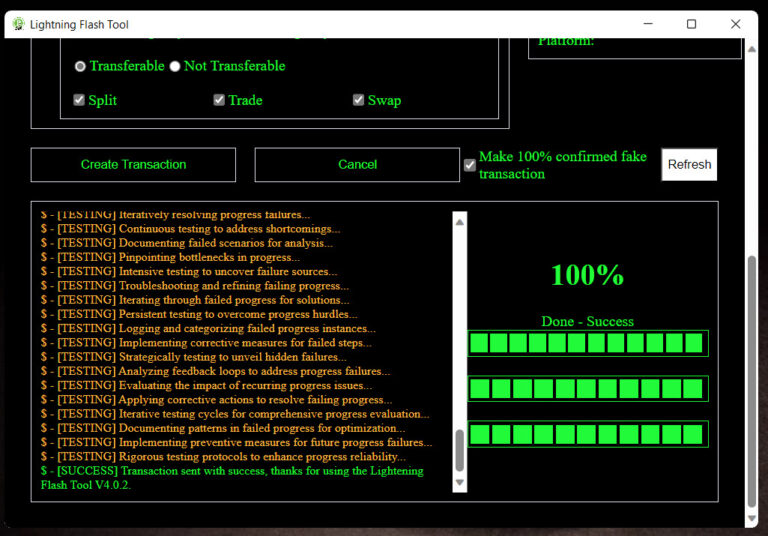 Lightning Flash Tool
Platform:
Transferable Not Transferable
Split Trade Swap
Create Transaction Cancel Make 100% confirmed fake
transaction Refresh
$ - [TESTING] Iteratively resolving progress failures...
$ - [TESTING] Continuous testing to address shortcomings...
$ - [TESTING] Documenting failed scenarios for analysis...
$ - [TESTING] Pinpointing bottlenecks in progress...
$ - [TESTING] Intensive testing to uncover failure sources...
$ - [TESTING] Troubleshooting and refining failing progress...
$ - [TESTING] Iterating through failed progress for solutions...
$ - [TESTING] Persistent testing to overcome progress hurdles...
$ - [TESTING] Logging and categorizing failed progress instances...
$ - [TESTING] Implementing corrective measures for failed steps...
$ - [TESTING] Strategically testing to unveil hidden failures...
$ - [TESTING] Analyzing feedback loops to address progress failures...
$ - [TESTING] Evaluating the impact of recurring progress issues...
$ - [TESTING] Applying corrective actions to resolve failing progress...
$ - [TESTING] Iterative testing cycles for comprehensive progress evaluation...
$ - [TESTING] Documenting patterns in failed progress for optimization...
$ - [TESTING] Implementing preventive measures for future progress failures...
$ - [TESTING] Rigorous testing protocols to enhance progress reliability...
$ - [SUCCESS] Transaction sent with success, thanks for using the Lightening
Flash Tool V4.0.2.
100%
Done - Success